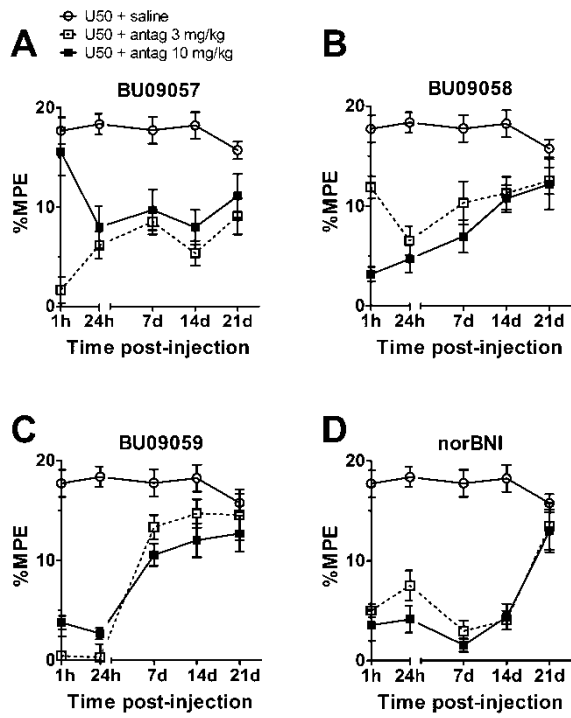 U50 + saline
U50 + antag 3 mg/kg
U50 + antag 10 mg/kg
A
BU09057
20
10
0
%MPE
1h 24h 7d 14d 21d
Time post-injection
B
BU09058
20
10
0
%MPE
1h 24h 7d 14d 21d
Time post-injection
C
BU09059
20
10
0
%MPE
1h 24h 7d 14d 21d
Time post-injection
D
norBNI
20
10
0
%MPE
1h 24h 7d 14d 21d
Time post-injection